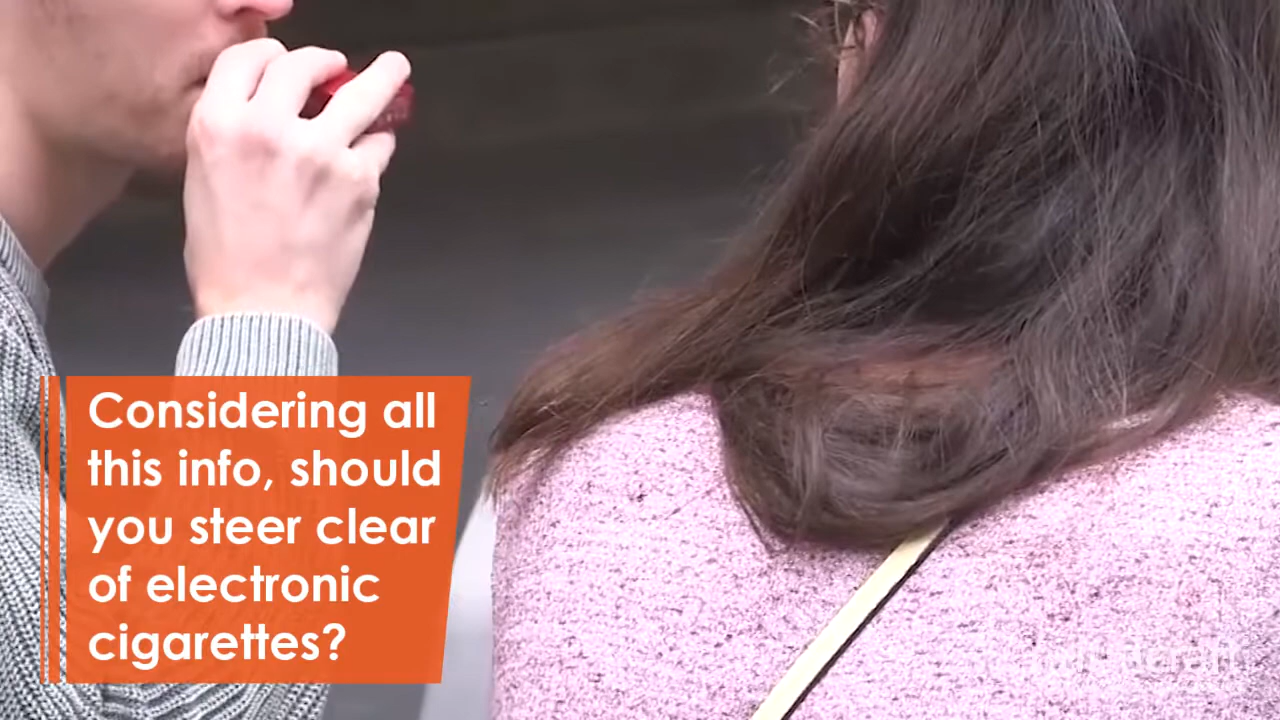 Considering all
this info, should
you steer clear
of electronic
cigarettes?